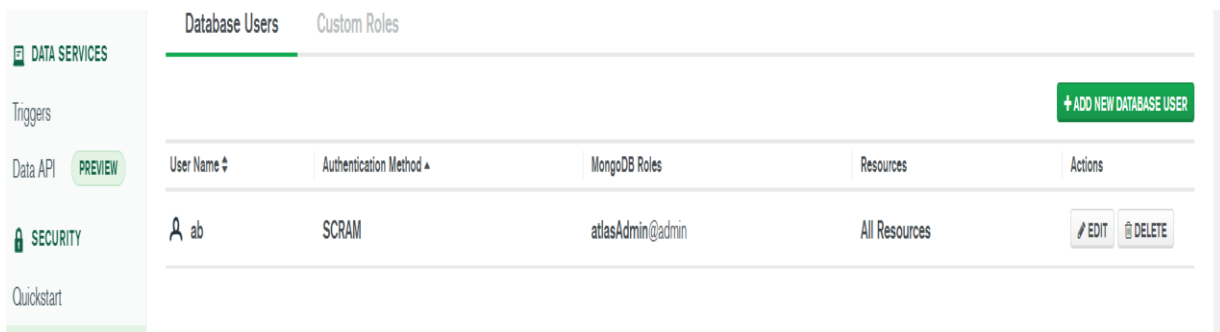 Database Users Custom Roles
DATA SERVICES
Triggers
Data API PREVIEW
SECURITY
Quickstart
+ ADD NEW DATABASE USER
User Name Authentication Method MongoDB Roles Resources Actions
ab SCRAM atlasAdmin@admin All Resources EDIT DELETE